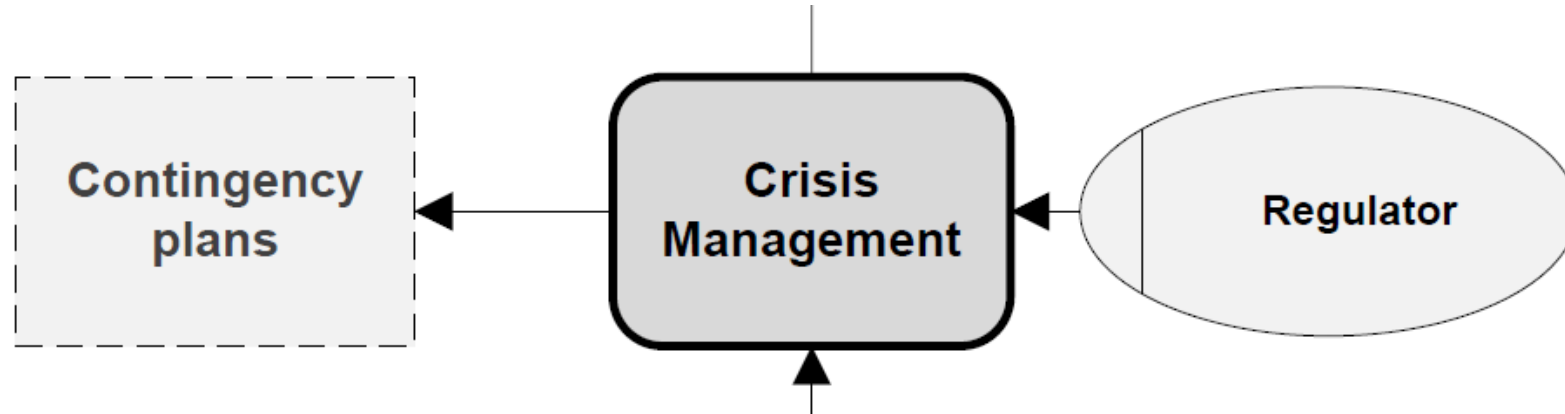 Contingency
plans
Crisis
Management
Regulator